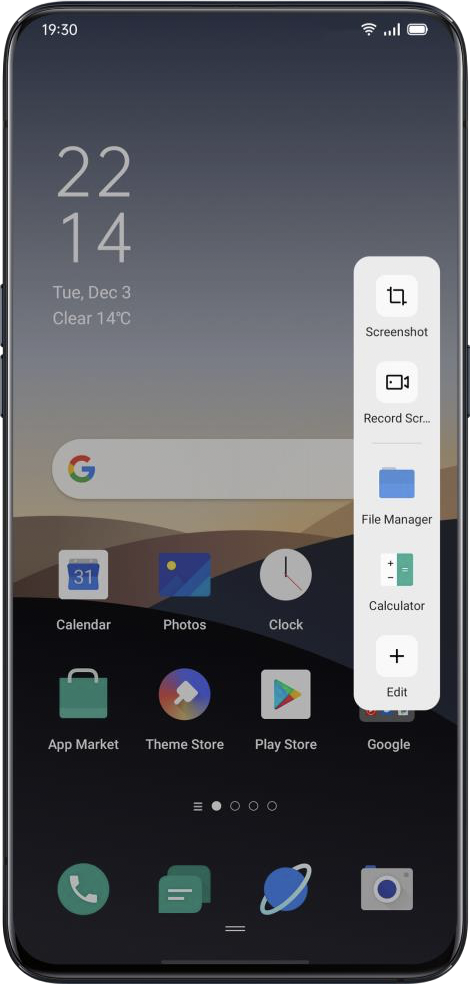 19:30
22
14
Tue, Dec 3
Clear 14℃
Screenshot
Record Scr...
File Manager
+
−
=
Calculator
Edit
31
Calendar
Photos
Clock
App Market
Theme Store
Play Store
Google